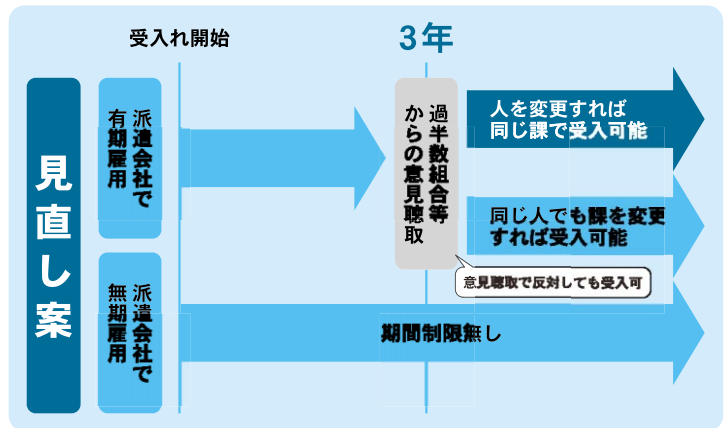 受入れ開始
3年
見直し案
派遣会社で
有期雇用
過半数組合等
からの意見聴取
人を変更すれば
同じ課で受入可能
同じ人でも課を変更
すれば受入可能
意見聴取で反対しても受入可
派遣会社で
無期雇用
期間制限無し